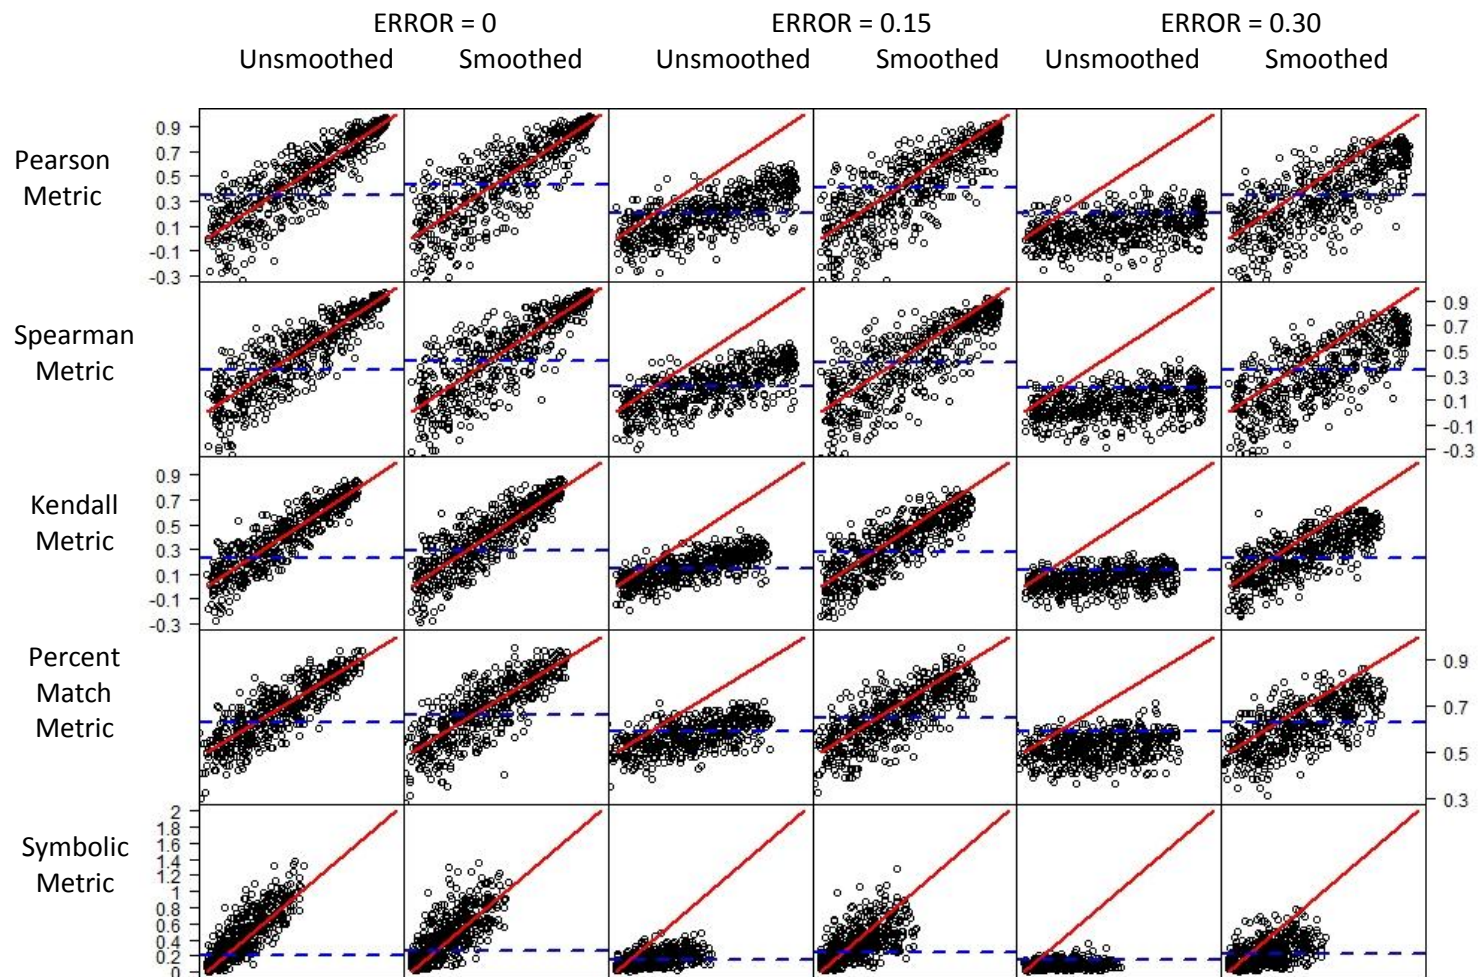 ERROR = 0 ERROR = 0.15 ERROR = 0.30
Unsmoothed Smoothed Unsmoothed Smoothed Unsmoothed Smoothed
Pearson
Metric
0.9
0.7
0.5
0.3
0.1
-0.1
-0.3
Spearman
Metric
0.9
0.7
0.5
0.3
0.1
-0.1
-0.3
Kendall
Metric
0.9
0.7
0.5
0.3
0.1
-0.1
-0.3
Percent
Match
Metric
0.9
0.7
0.5
0.3
Symbolic
Metric
2
1.8
1.6
1.4
1.2
1
0.8
0.6
0.4
0.2
0